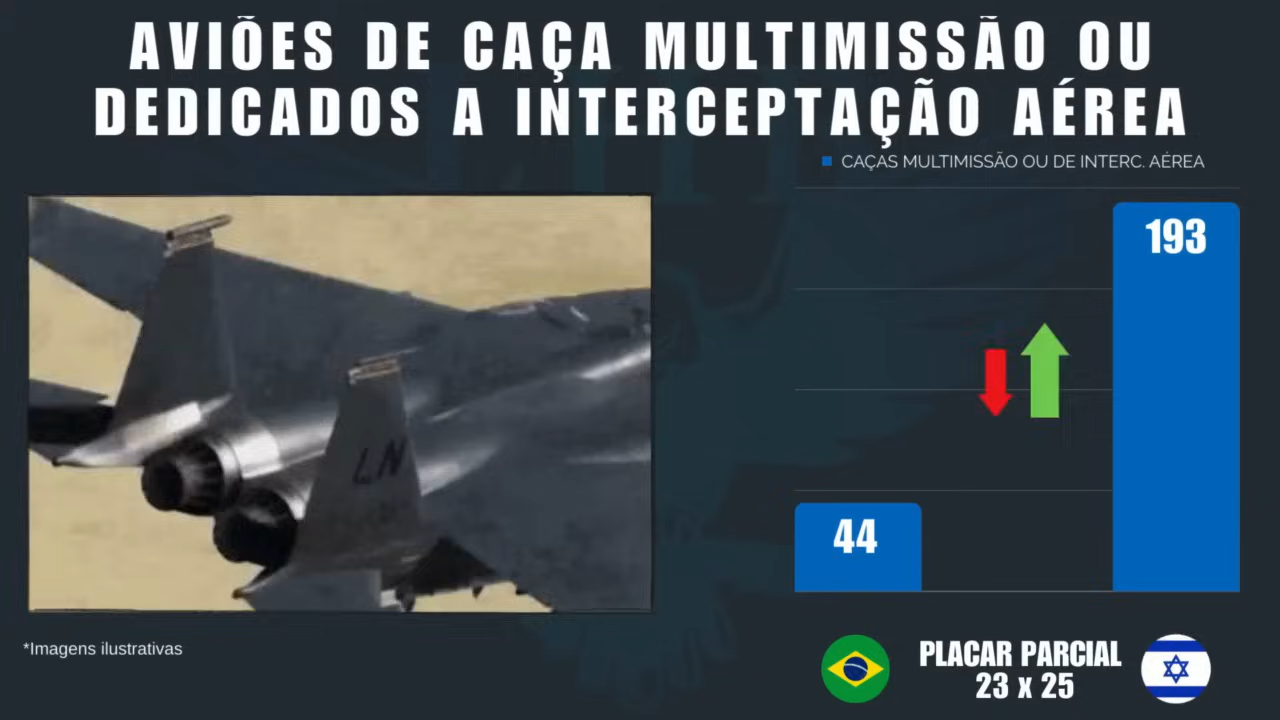 AVIÕES DE CAÇA MULTIMISSÃO OU
DEDICADOS A INTERCEPTAÇÃO AÉREA
CAÇAS MULTIMISSÃO OU DE INTERC. AÉREA
193
44
LN
*Imagens ilustrativas
PLACAR PARCIAL
23 x 25